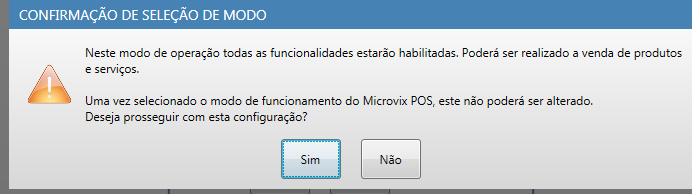 CONFIRMAÇÃO DE SELEÇÃO DE MODO
Neste modo de operação todas as funcionalidades estarão habilitadas. Poderá ser realizado a venda de produtos
e serviços.
Uma vez selecionado o modo de funcionamento do Microvix POS, este não poderá ser alterado.
Deseja prosseguir com esta configuração?
Sim
Não